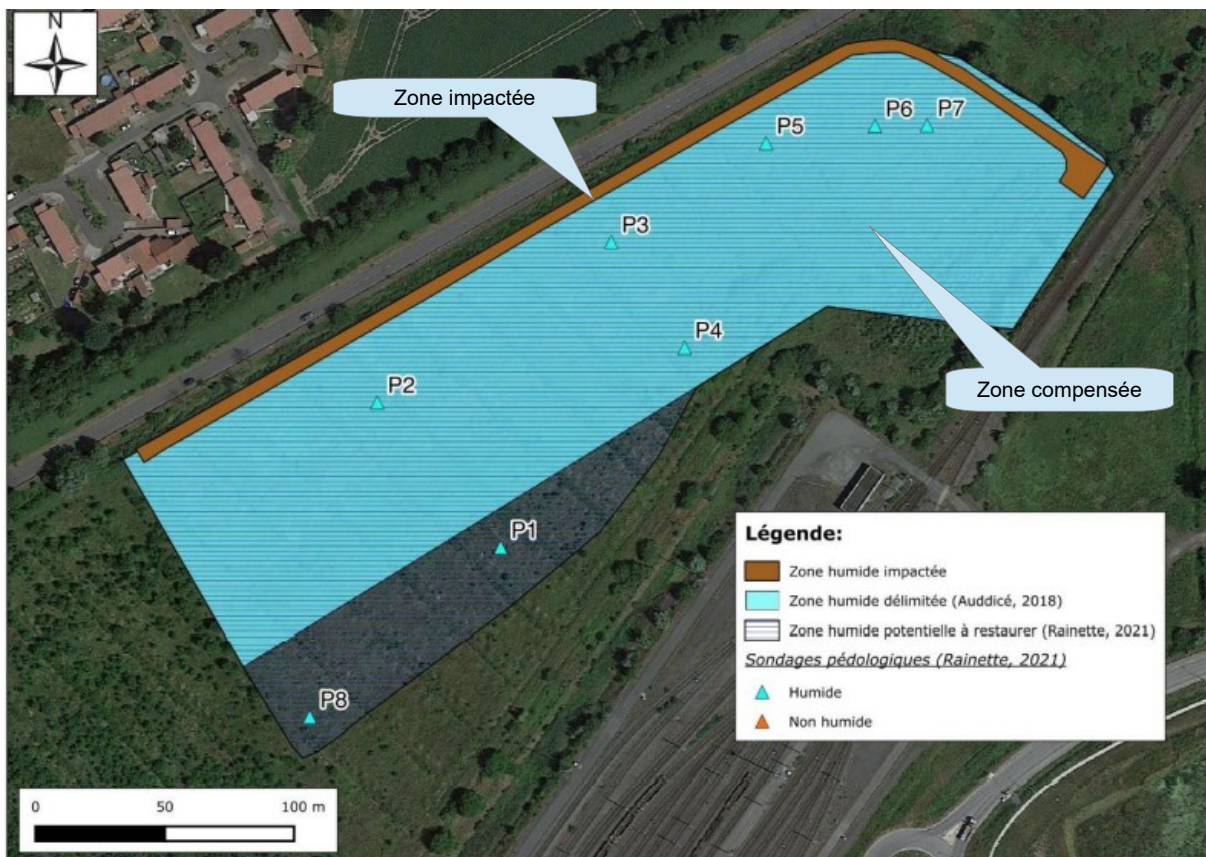 N
Zone impactée
P6
P7
P5
P3
P4
Zone compensée
P2
P1
P8
Légende:
Zone humide impactée
Zone humide délimitée (Auddicé, 2018)
Zone humide potentielle à restaurer (Rainette, 2021)
Sondages pédologiques (Rainette, 2021)
Humide
Non humide
0 50 100 m